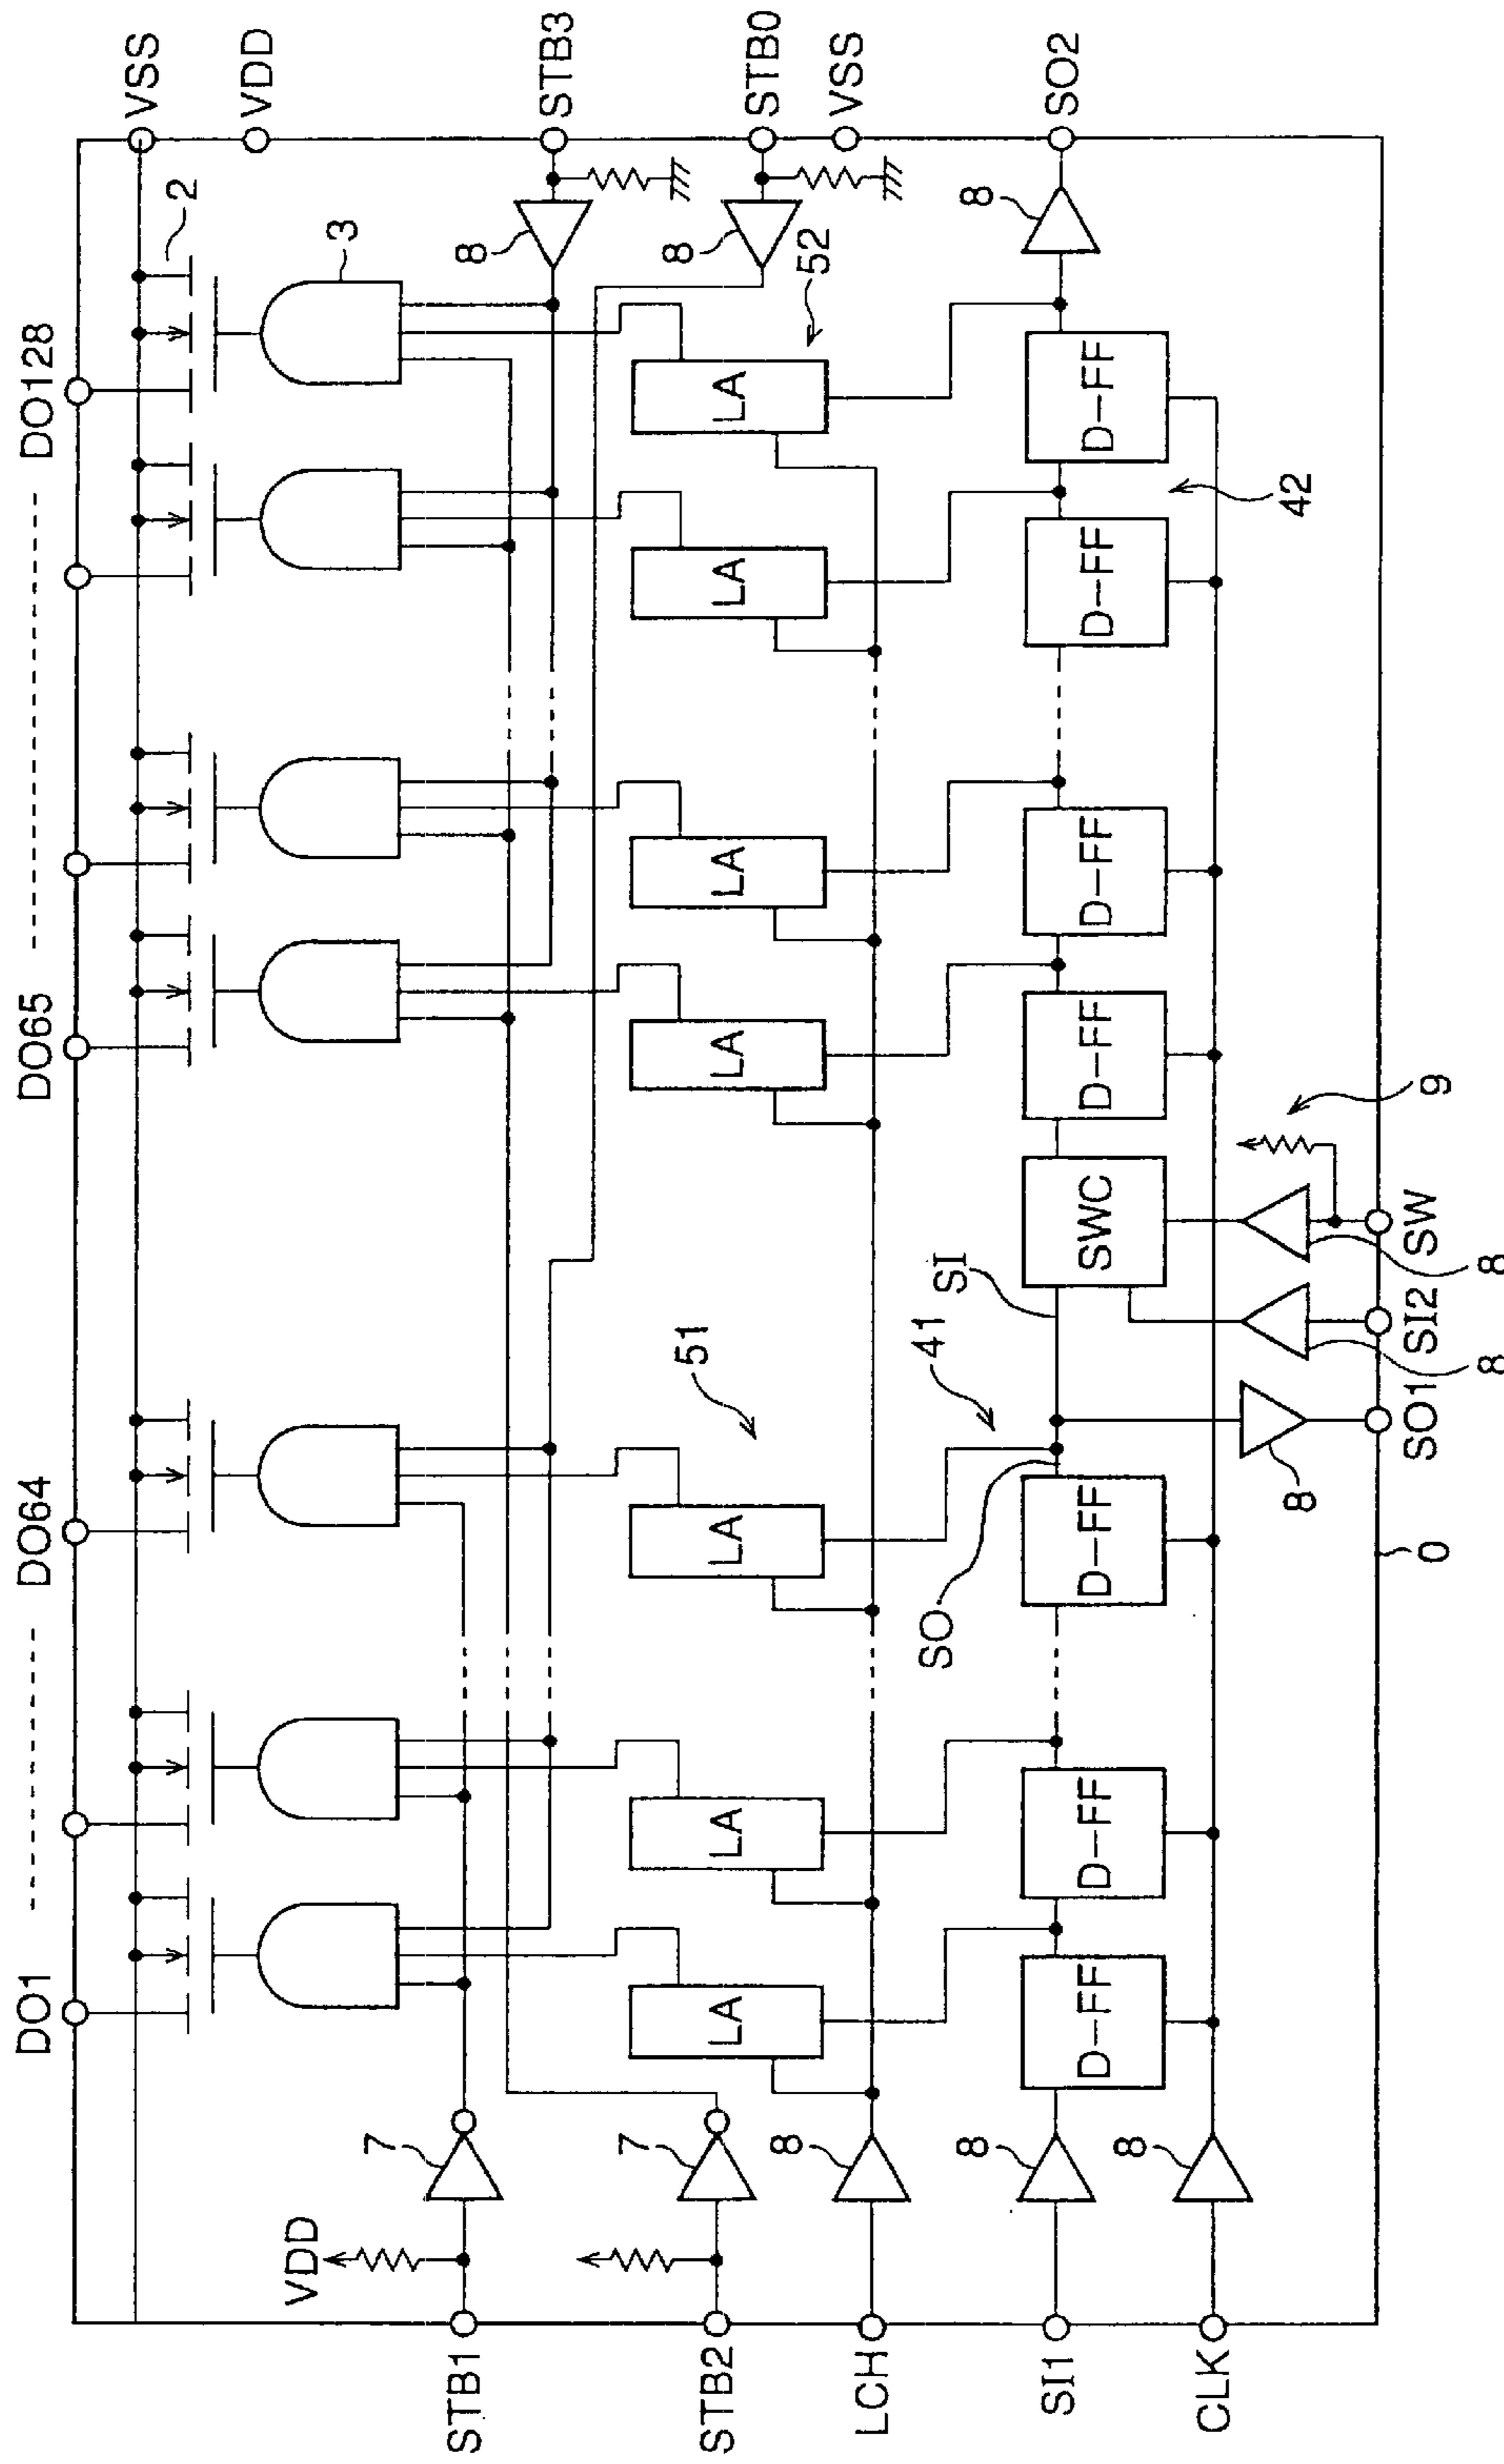 DO1 -------- DO64
DO65 -------- DO128
VSS
VDD
STB3
STB0
VSS
SO2
2
3
8
8
52
8
VDD
7
7
8
8
8
STB1
STB2
LCH
SI1
CLK
LA
LA
LA
LA
LA
LA
LA
51
41
SO
SI
D-FF
D-FF
D-FF
SWC
D-FF
D-FF
D-FF
D-FF
42
9
8
8
8
0
SO1
SI2
SW